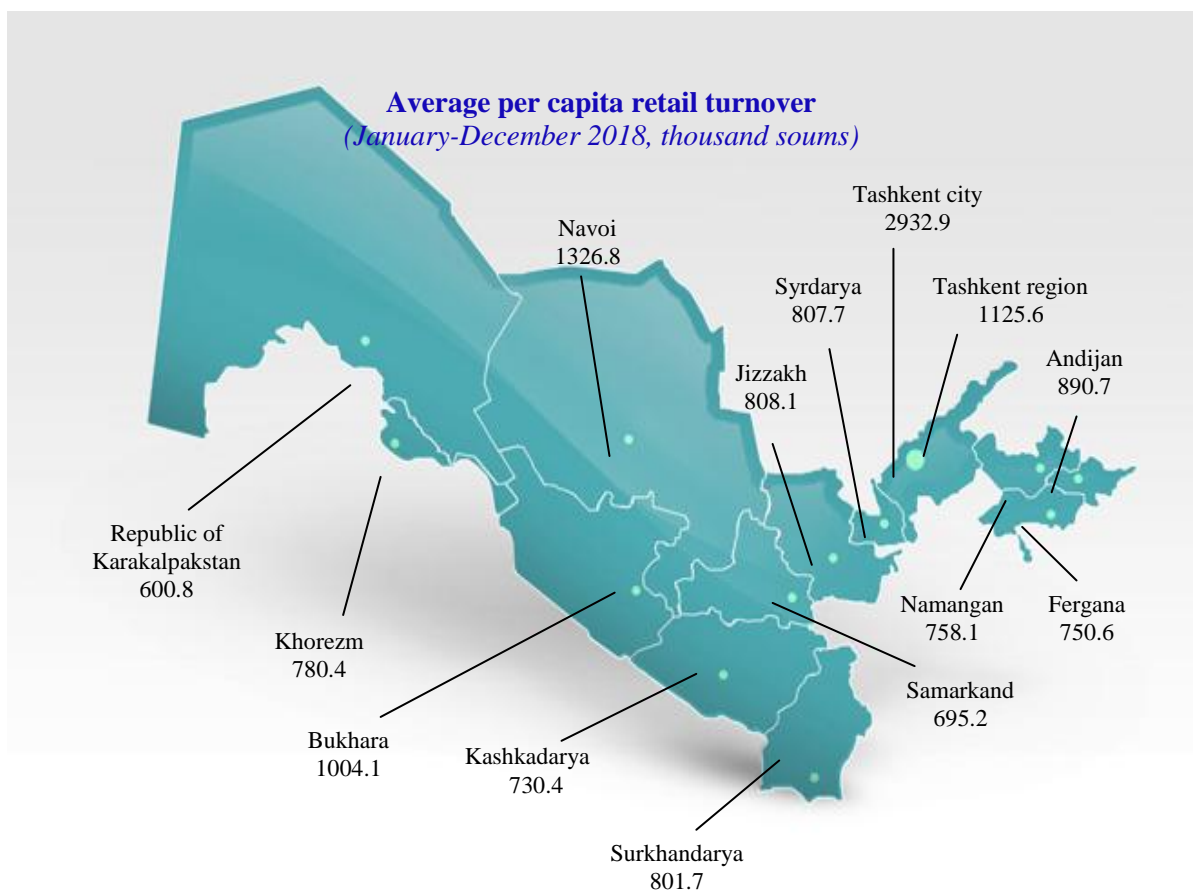 Average per capita retail turnover
(January-December 2018, thousand soums)
Tashkent city
2932.9
Navoi
1326.8
Syrdarya
807.7
Tashkent region
1125.6
Jizzakh
808.1
Andijan
890.7
Republic of
Karakalpakstan
600.8
Khorezm
780.4
Namangan
758.1
Fergana
750.6
Samarkand
695.2
Bukhara
1004.1
Kashkadarya
730.4
Surkhandarya
801.7